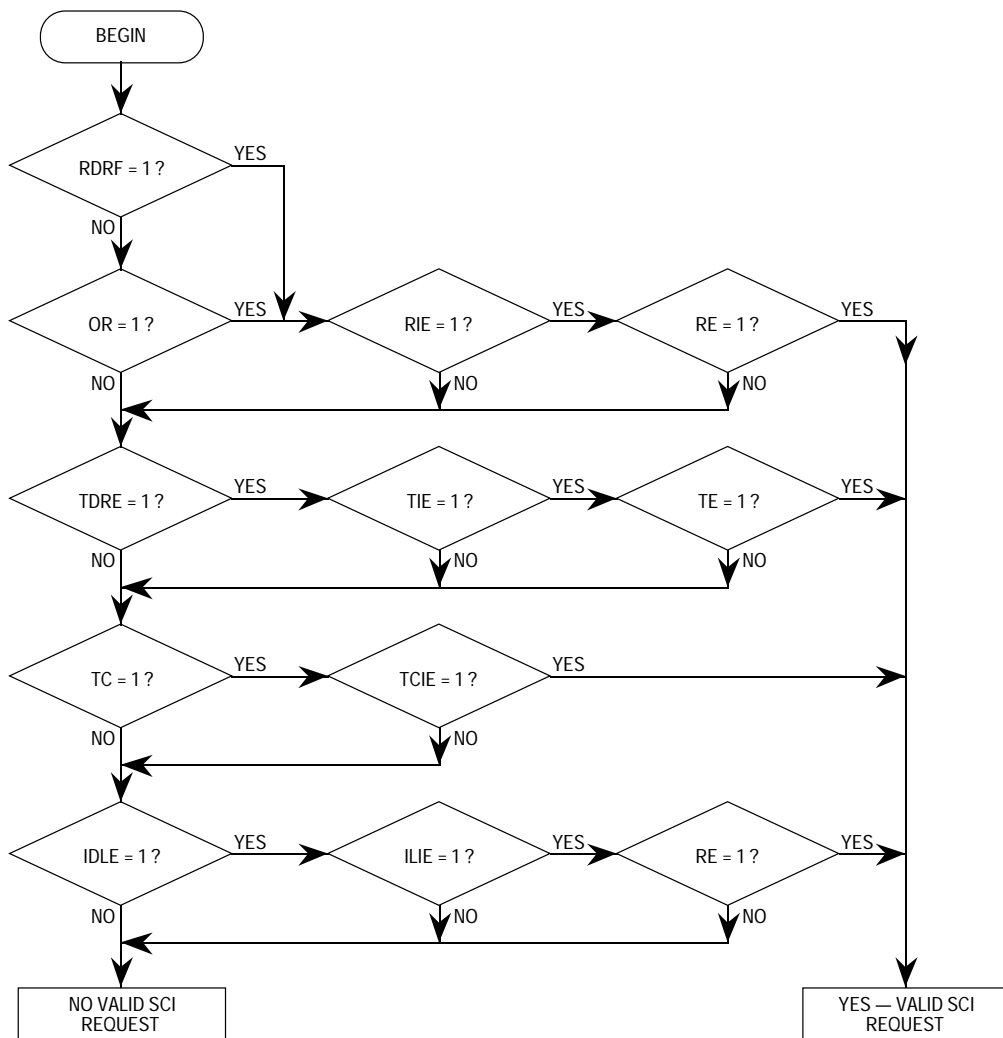 BEGIN
RDRF = 1 ?
YES
NO
OR = 1 ?
YES
RIE = 1 ?
YES
RE = 1 ?
YES
NO
NO
NO
TDRE = 1 ?
YES
TIE = 1 ?
YES
TE = 1 ?
YES
NO
NO
NO
TC = 1 ?
YES
TCIE = 1 ?
YES
NO
NO
IDLE = 1 ?
YES
ILIE = 1 ?
YES
RE = 1 ?
YES
NO
NO
NO
NO VALID SCI
REQUEST
YES — VALID SCI
REQUEST